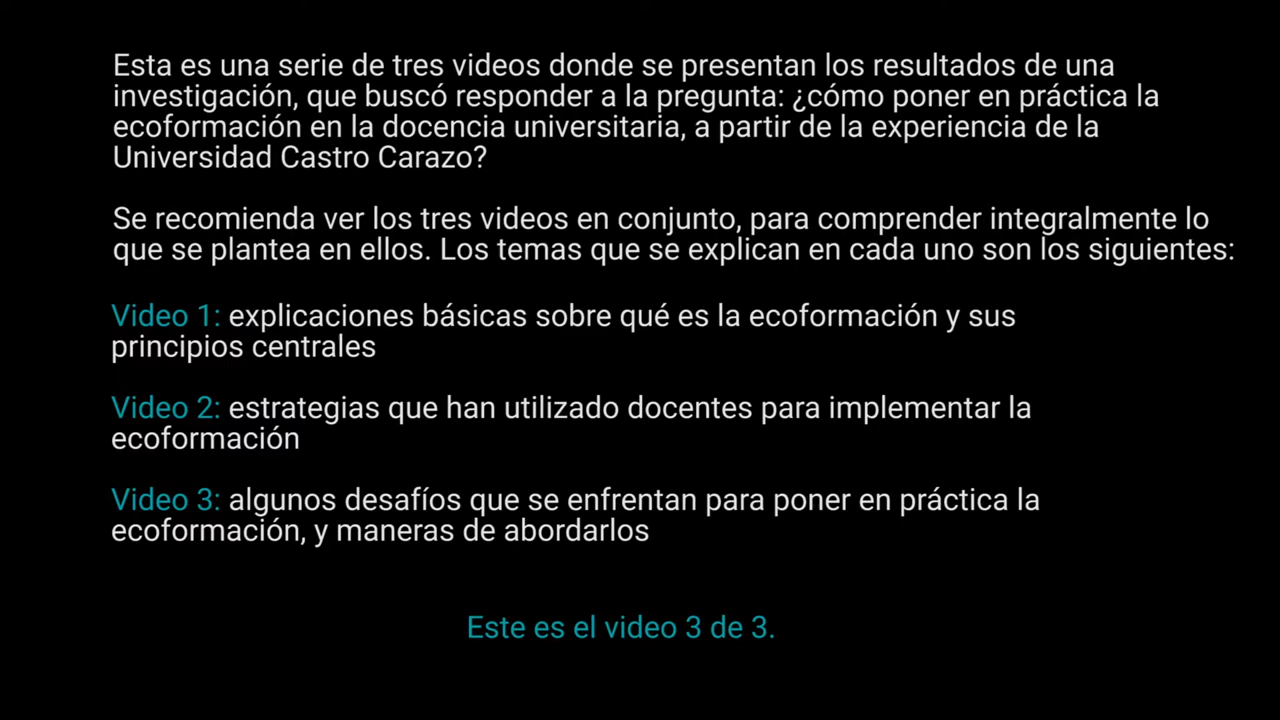 Esta es una serie de tres videos donde se presentan los resultados de una
investigación, que buscó responder a la pregunta: ¿cómo poner en práctica la
ecoformación en la docencia universitaria, a partir de la experiencia de la
Universidad Castro Carazo?
Se recomienda ver los tres videos en conjunto, para comprender integralmente lo
que se plantea en ellos. Los temas que se explican en cada uno son los siguientes:
Video 1: explicaciones básicas sobre qué es la ecoformación y sus
principios centrales
Video 2: estrategias que han utilizado docentes para implementar la
ecoformación
Video 3: algunos desafíos que se enfrentan para poner en práctica la
ecoformación, y maneras de abordarlos
Este es el video 3 de 3.